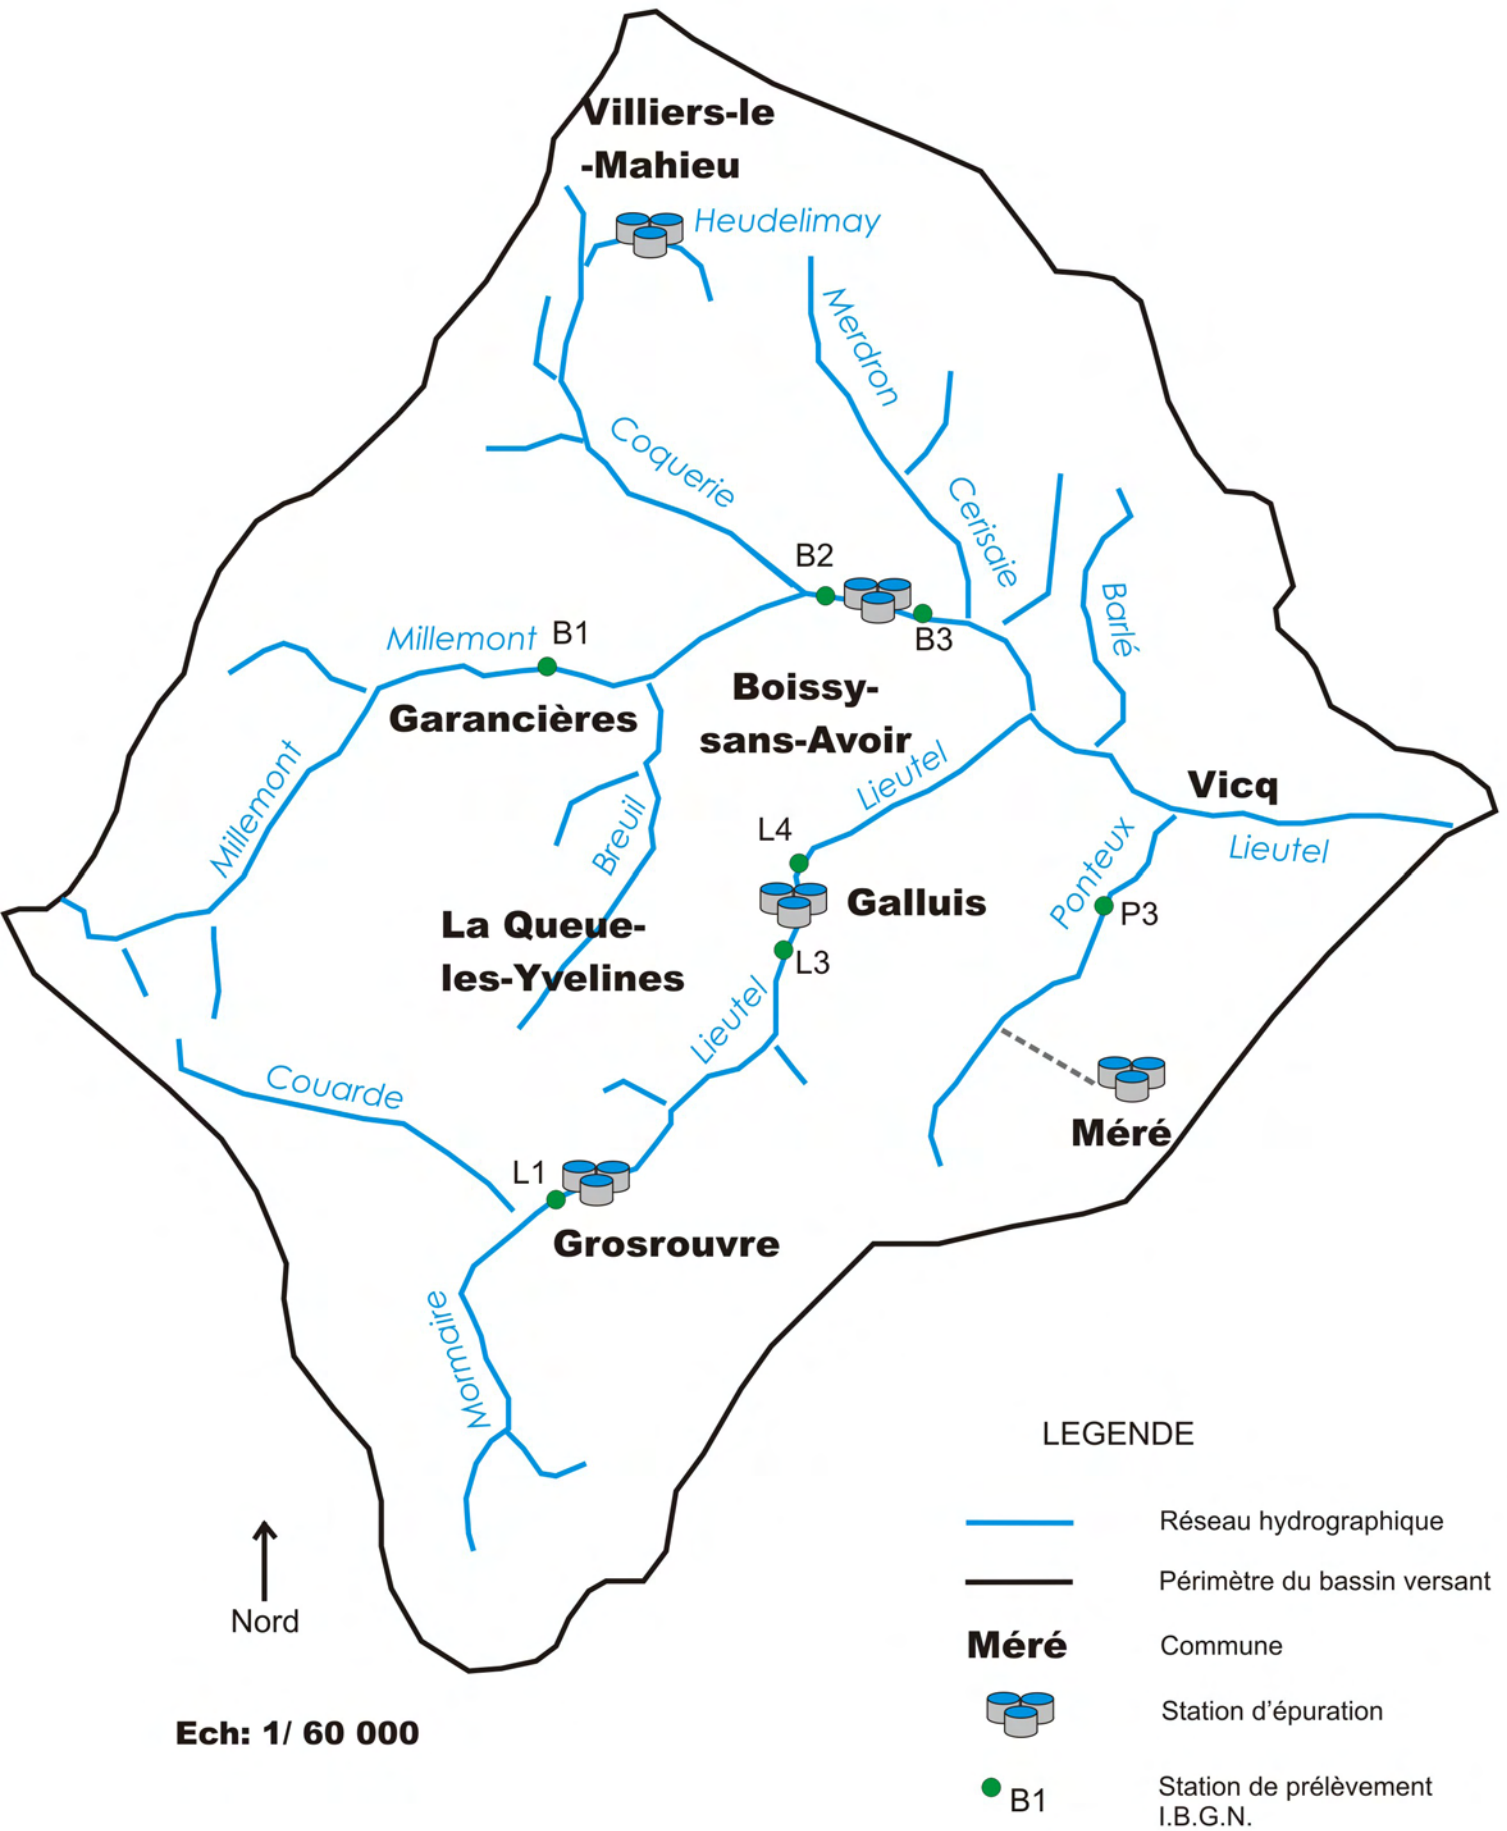 Villiers-le
-Mahieu
Heudelimay
Merdron
Coquerie
Cerisaie
B2
Barlé
Millemont
B1
B3
Boissy-
sans-Avoir
Garancières
Millemont
Lieutel
Vicq
Breuil
L4
Ponteux
Lieutel
Galluis
P3
La Queue-
les-Yvelines
L3
Lieutel
Couarde
Méré
L1
Grosrouvre
Mormaire
LEGENDE
Réseau hydrographique
Périmètre du bassin versant
Nord
Méré
Commune
Station d'épuration
Ech: 1/ 60 000
B1
Station de prélèvement
I.B.G.N.